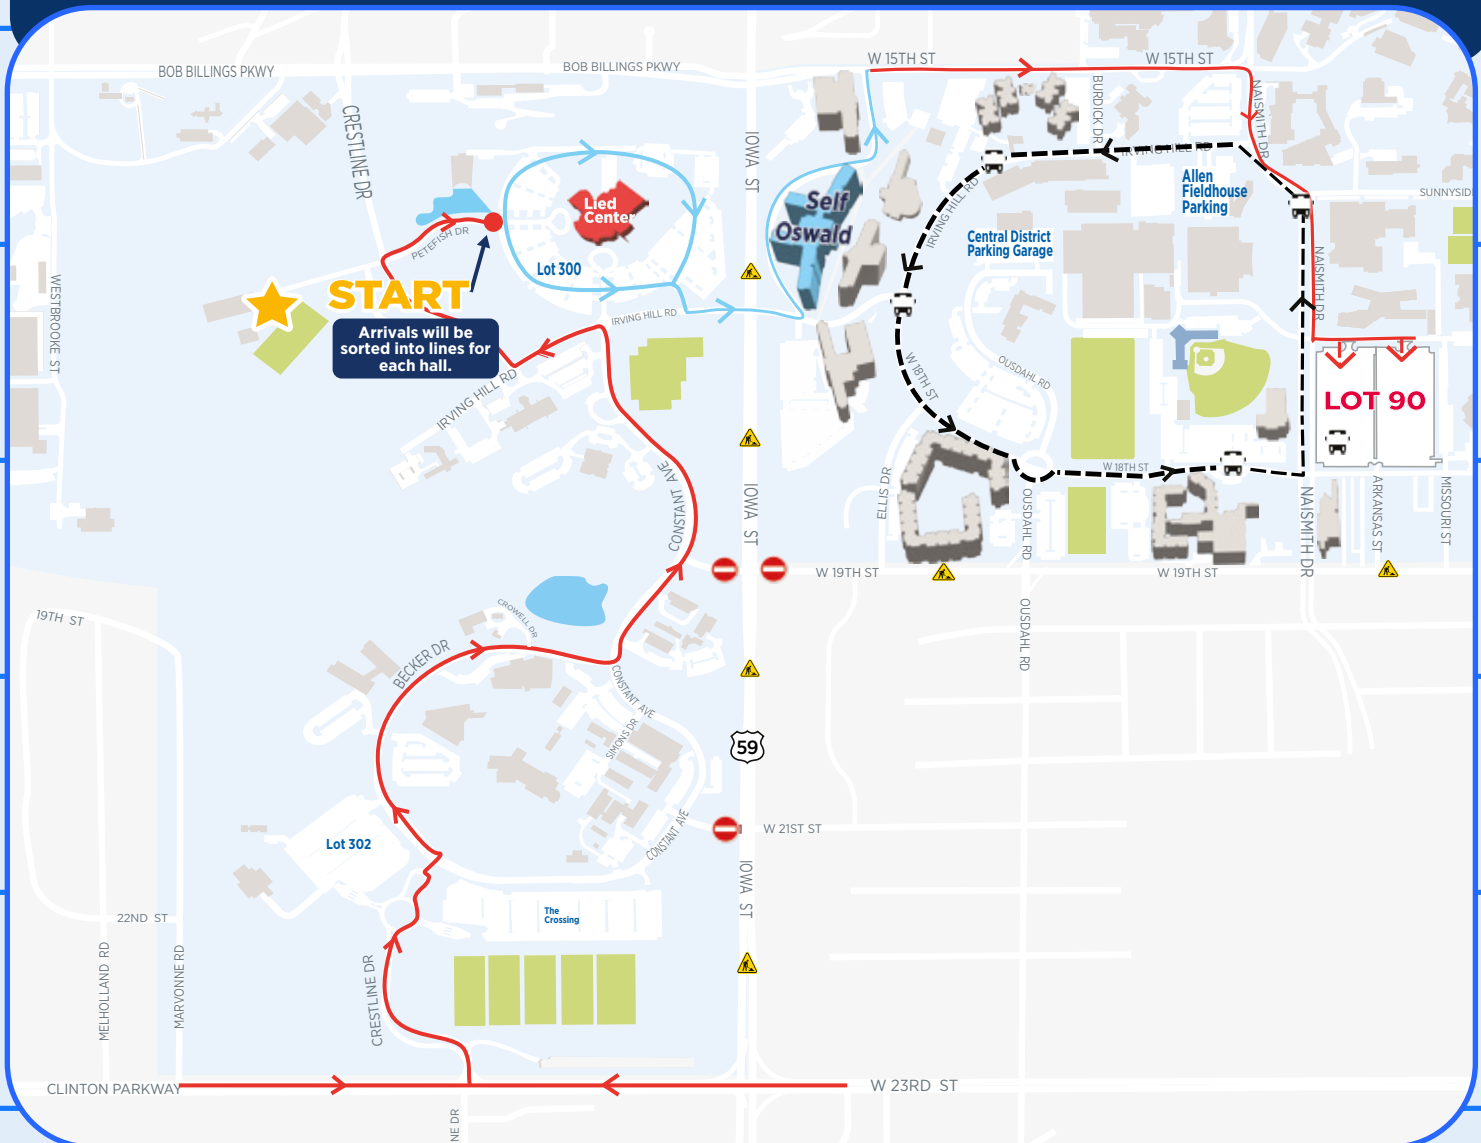 BOB BILLINGS PKWY
BOB BILLINGS PKWY
W 15TH ST
W 15TH ST
CRESTLINE DR
IOWA ST
BURDICK DR
NAISMITH DR
IRVING HILL RD
Allen
Fieldhouse
Parking
SUNNYSID
Lied
Center
Self
Oswald
IRVING HILL RD
Central District
Parking Garage
PETEFISH DR
Lot 300
START
Arrivals will be
sorted into lines for
each hall.
IRVING HILL RD
WESTBROOKE ST
NAISMITH DR
IRVING HILL RD
W 18TH ST
OUSDAHL RD
LOT 90
CONSTANT AVE
IOWA ST
ELLIS DR
W 18TH ST
OUSDAHL RD
NAISMITH DR
ARKANSAS ST
MISSOURI ST
W 19TH ST
W 19TH ST
19TH ST
CROWELL DR
OUSDAHL RD
BECKER DR
CONSTANT AVE
SIMONS DR
59
Lot 302
CONSTANT AVE
W 21ST ST
IOWA ST
The
Crossing
22ND ST
MELHOLLAND RD
MARVONNE RD
CRESTLINE DR
CLINTON PARKWAY
W 23RD ST
NE DR